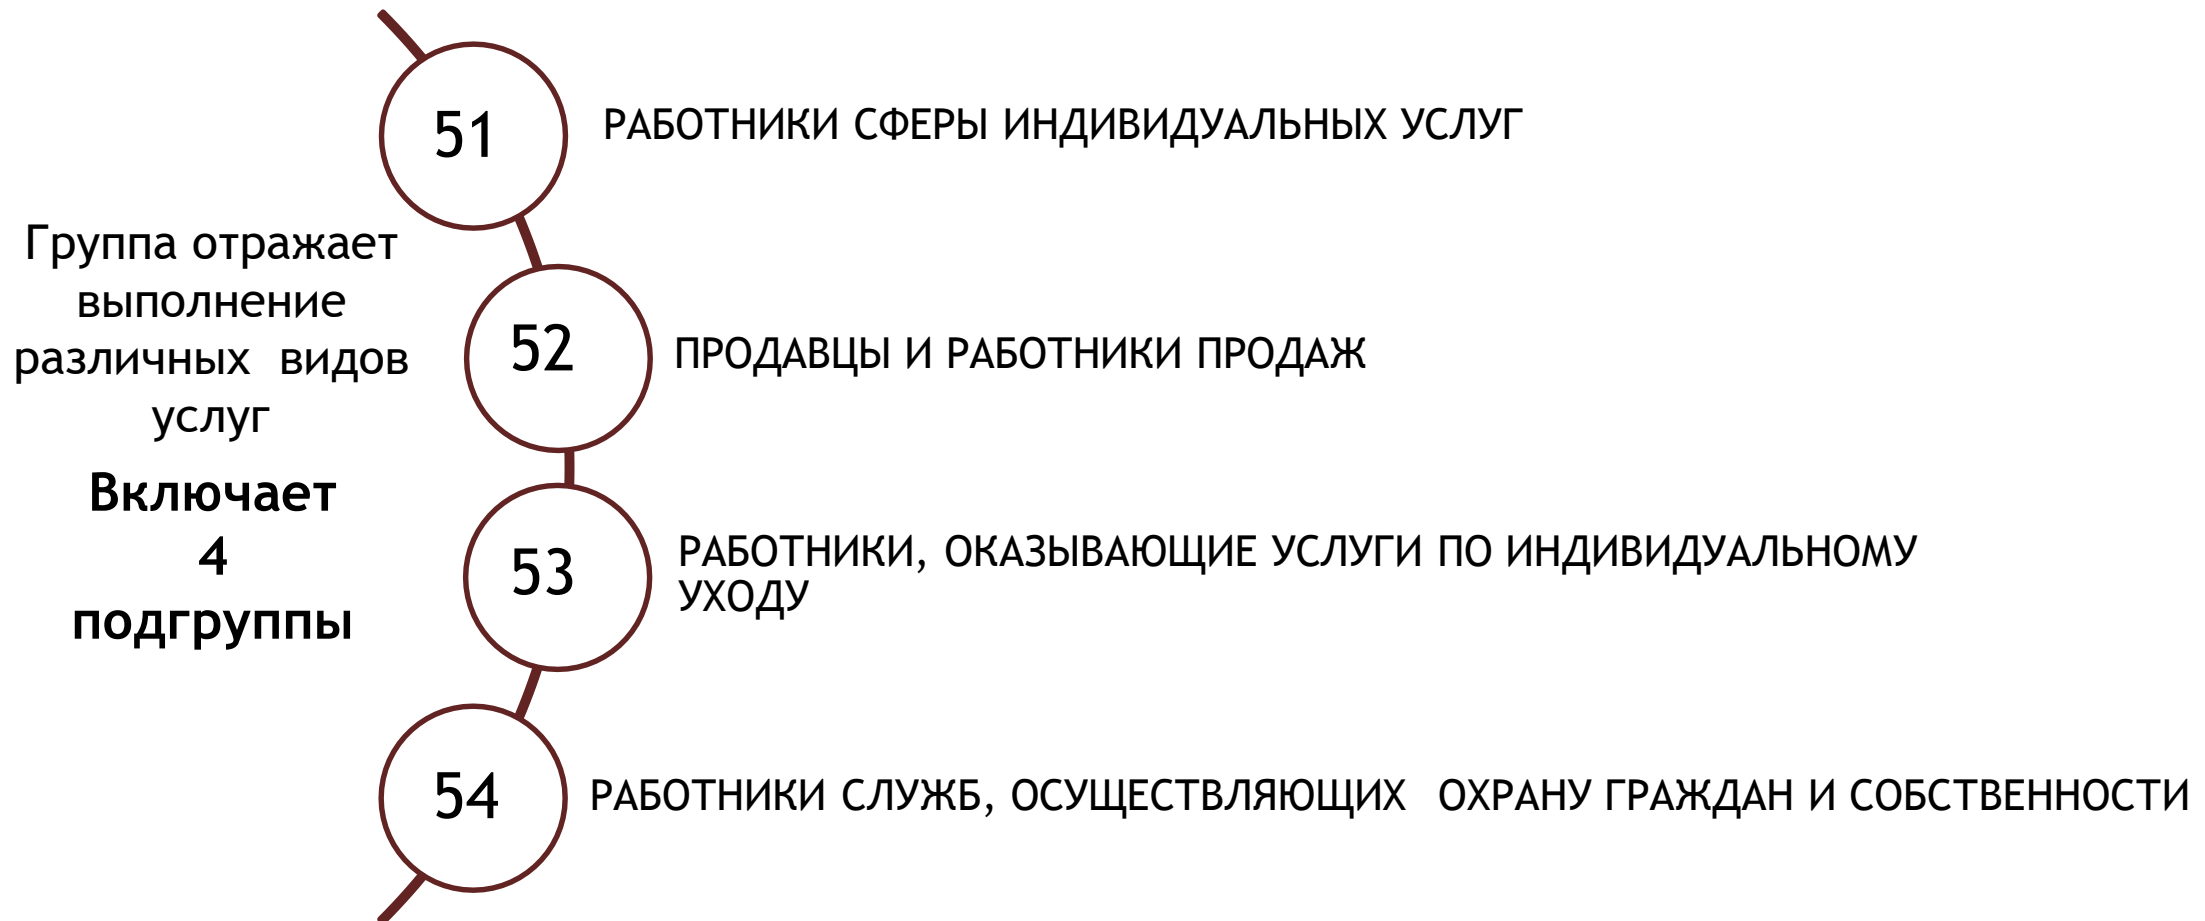 Группа отражает
выполнение
различных видов
услуг
Включает
4
подгруппы
51
РАБОТНИКИ СФЕРЫ ИНДИВИДУАЛЬНЫХ УСЛУГ
52
ПРОДАВЦЫ И РАБОТНИКИ ПРОДАЖ
53
РАБОТНИКИ, ОКАЗЫВАЮЩИЕ УСЛУГИ ПО ИНДИВИДУАЛЬНОМУ
УХОДУ
54
РАБОТНИКИ СЛУЖБ, ОСУЩЕСТВЛЯЮЩИХ ОХРАНУ ГРАЖДАН И СОБСТВЕННОСТИ